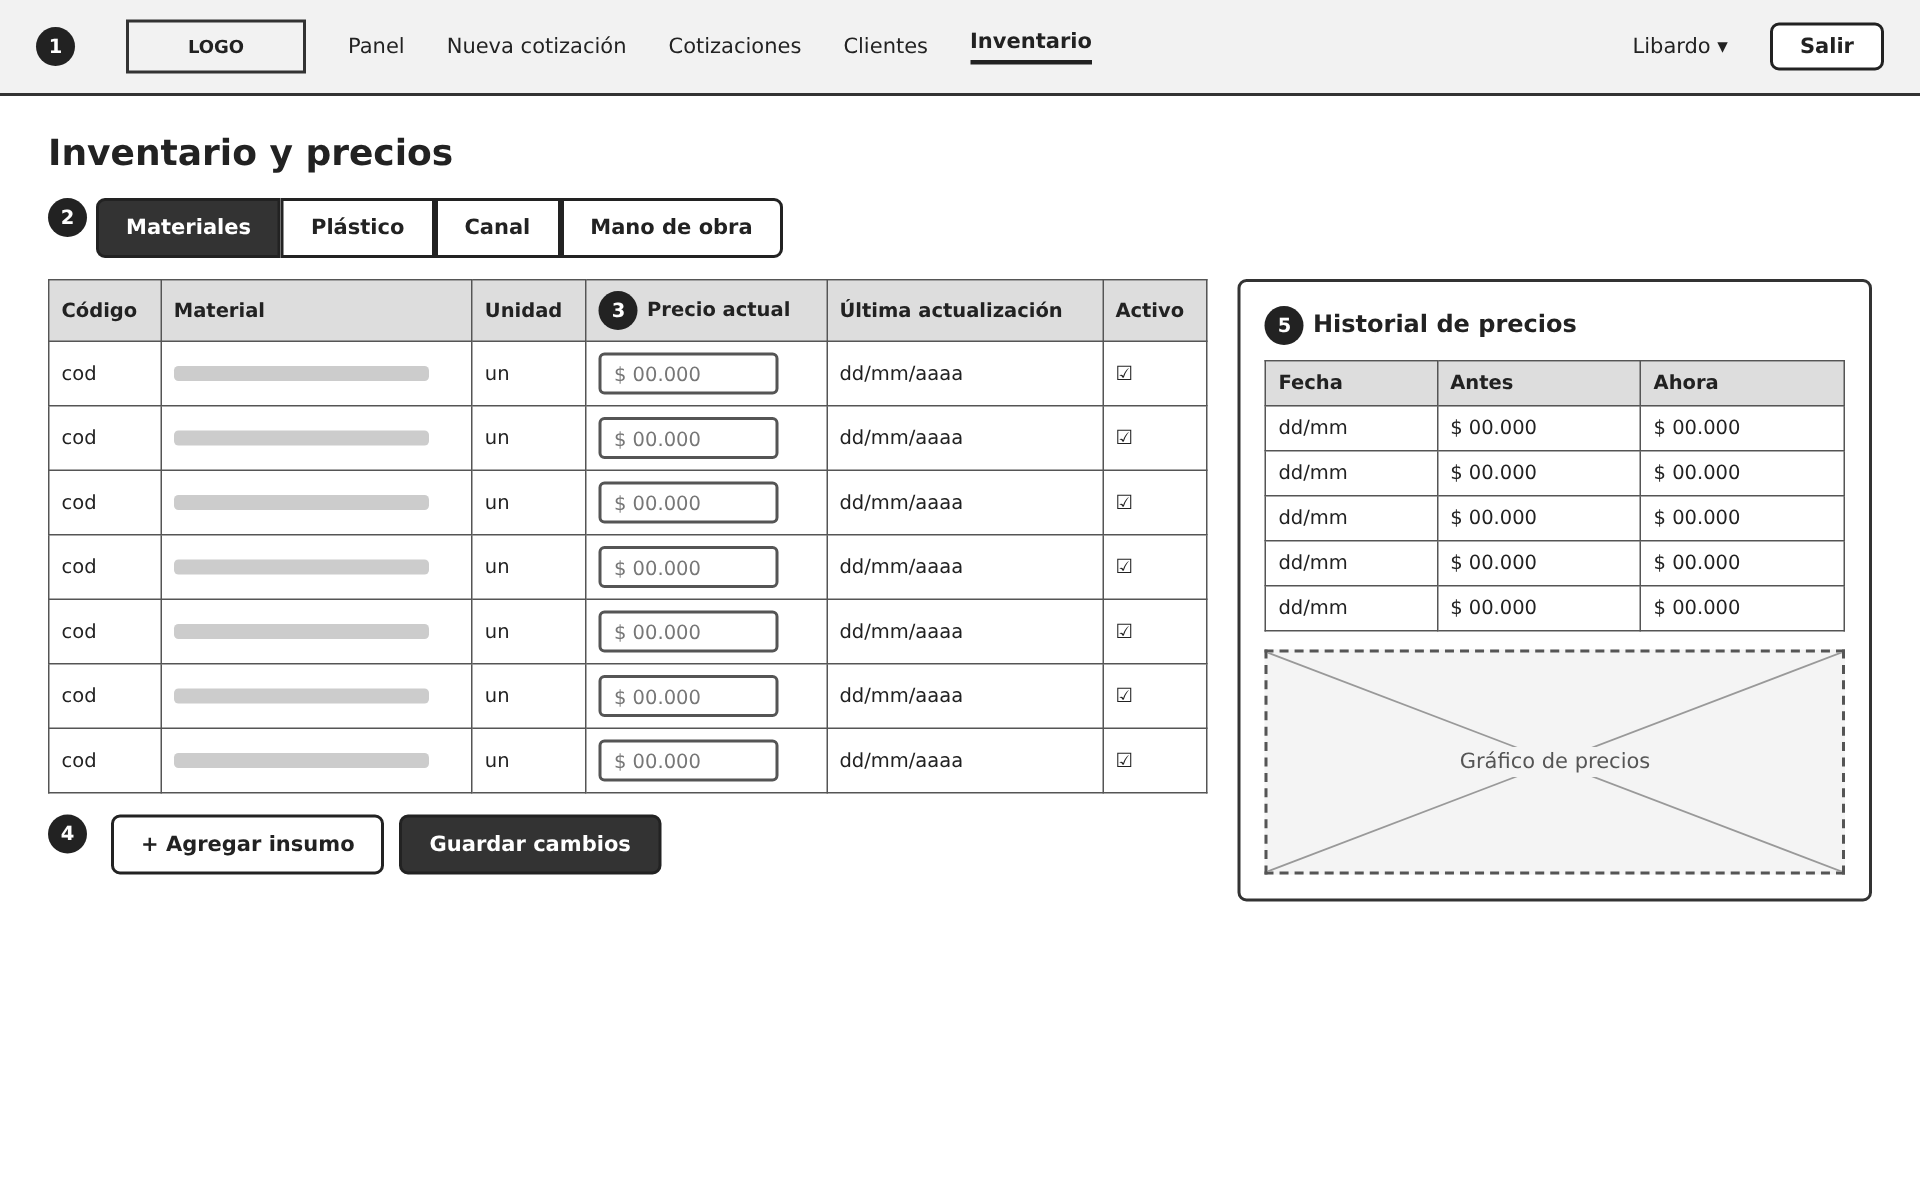 1 LOGO Panel Nueva cotización Cotizaciones Clientes Inventario Libardo ▾ Salir
Inventario y precios
2 Materiales Plástico Canal Mano de obra
Código Material Unidad 3 Precio actual Última actualización Activo
cod un $ 00.000 dd/mm/aaaa ☑
cod un $ 00.000 dd/mm/aaaa ☑
cod un $ 00.000 dd/mm/aaaa ☑
cod un $ 00.000 dd/mm/aaaa ☑
cod un $ 00.000 dd/mm/aaaa ☑
cod un $ 00.000 dd/mm/aaaa ☑
cod un $ 00.000 dd/mm/aaaa ☑
4 + Agregar insumo Guardar cambios
5 Historial de precios
Fecha Antes Ahora
dd/mm $ 00.000 $ 00.000
dd/mm $ 00.000 $ 00.000
dd/mm $ 00.000 $ 00.000
dd/mm $ 00.000 $ 00.000
dd/mm $ 00.000 $ 00.000
Gráfico de precios